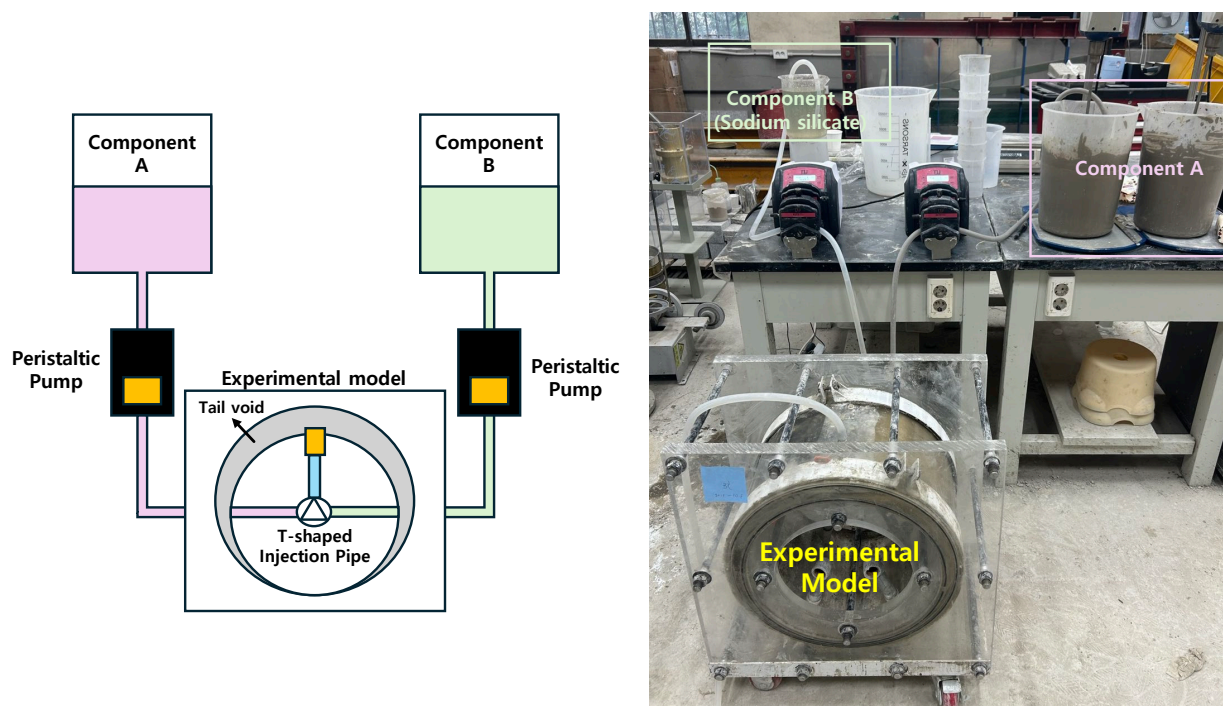 Component
A
Component
B
Peristaltic
Pump
Peristaltic
Pump
Experimental model
Tail void
T-shaped
Injection Pipe
Component B
(Sodium silicate)
Component A
TARSONS
Experimental
Model